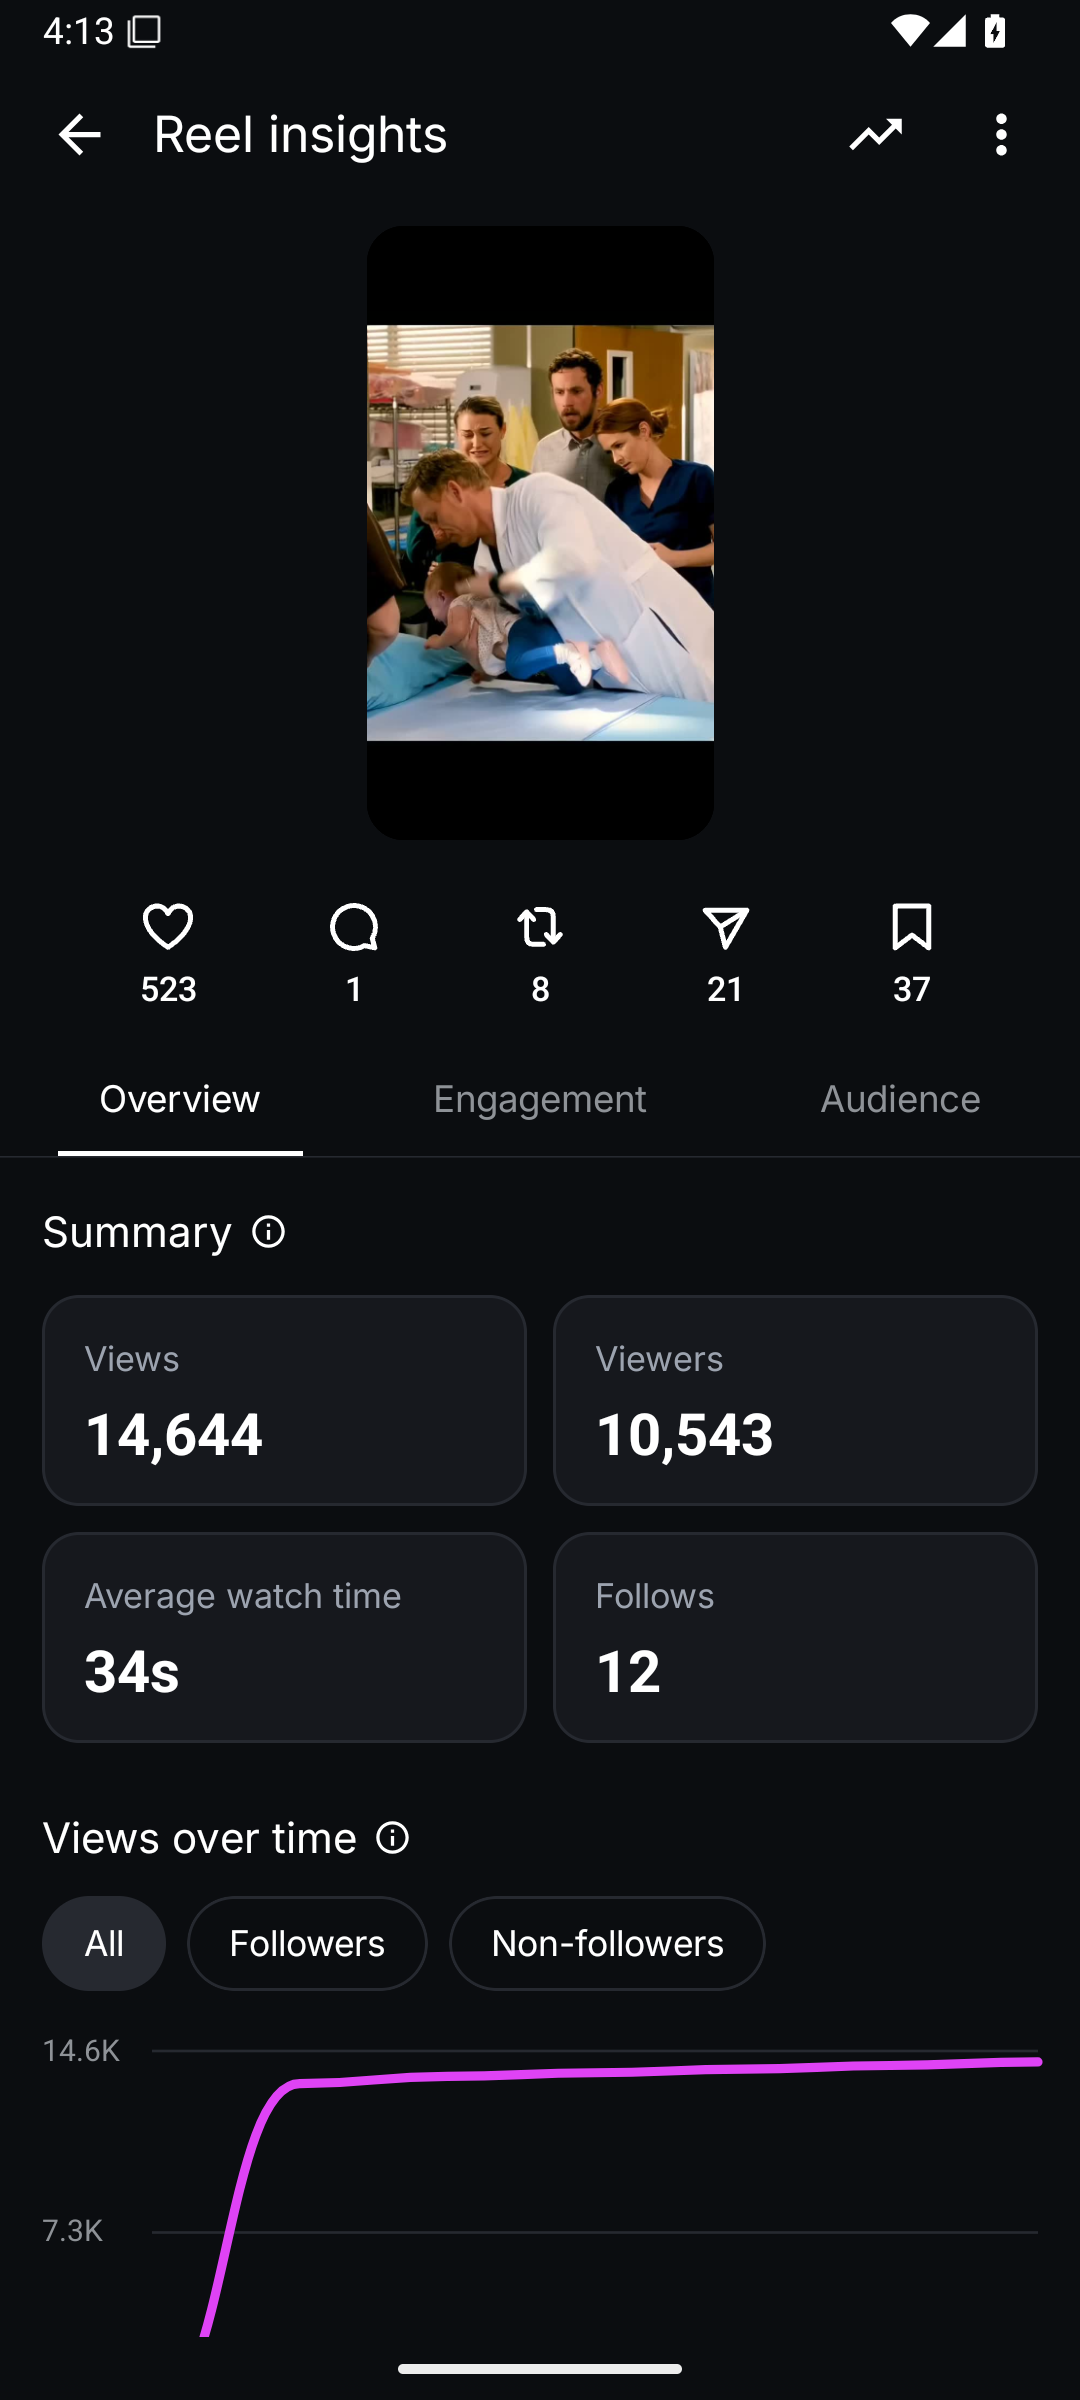 4:13
Reel insights
523 1 8 21 37
Overview Engagement Audience
Summary
Views Viewers
14,644 10,543
Average watch time Follows
34s 12
Views over time
All Followers Non-followers
14.6K
7.3K